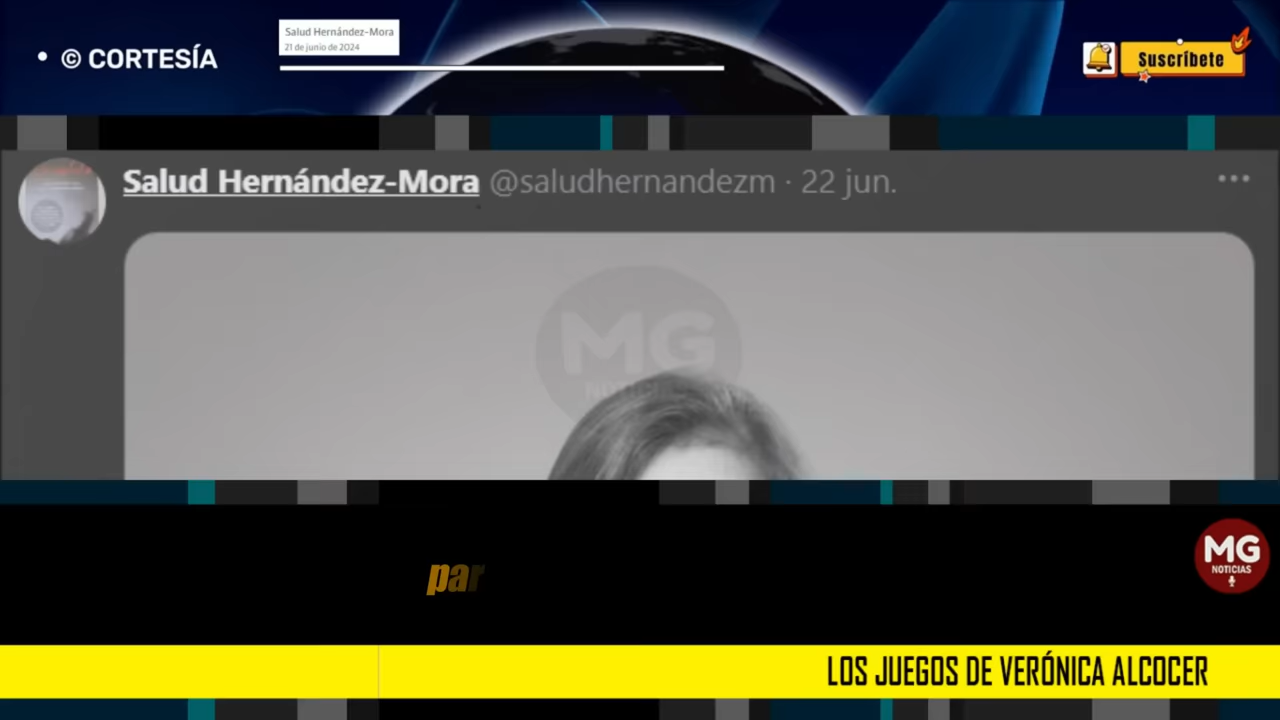 • © CORTESÍA
Salud Hernández-Mora
21 de junio de 2024
Suscríbete
Salud Hernández-Mora @saludhernandezm · 22 jun.
MG
par
MG
NOTICIAS
LOS JUEGOS DE VERÓNICA ALCOCER